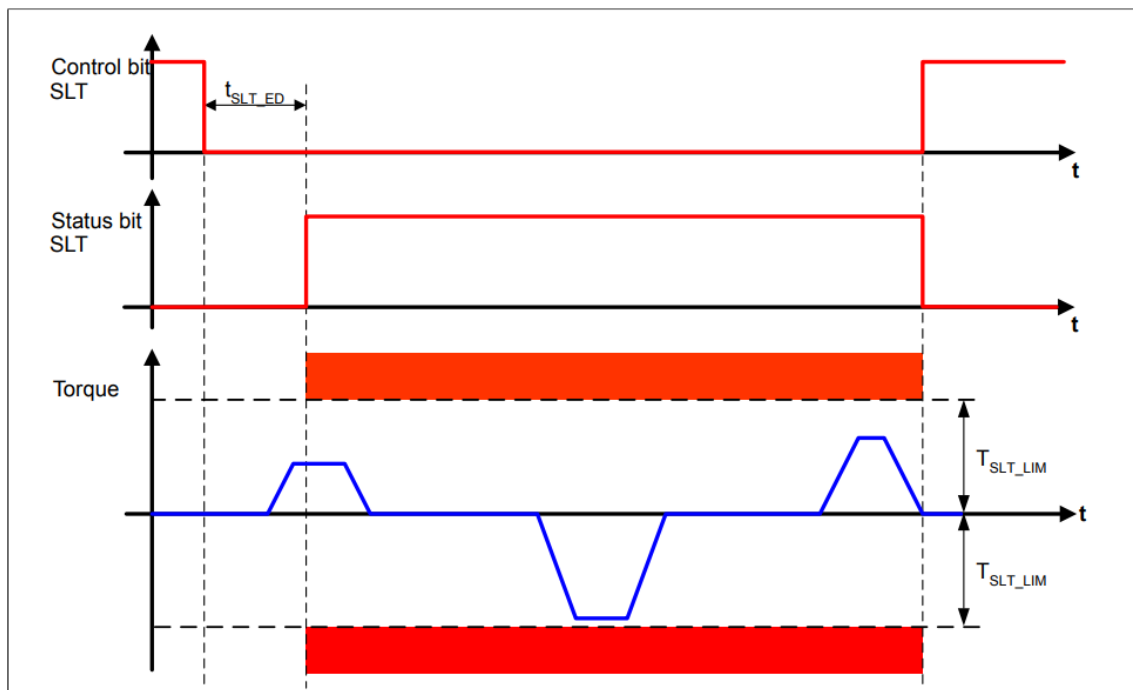 Control bit
SLT
tSLT_ED
t
Status bit
SLT
t
Torque
TSLT_LIM
t
TSLT_LIM